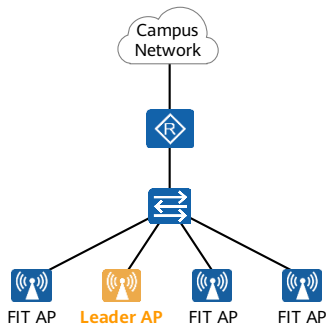 Campus
Network
R
FIT AP
Leader AP
FIT AP
FIT AP